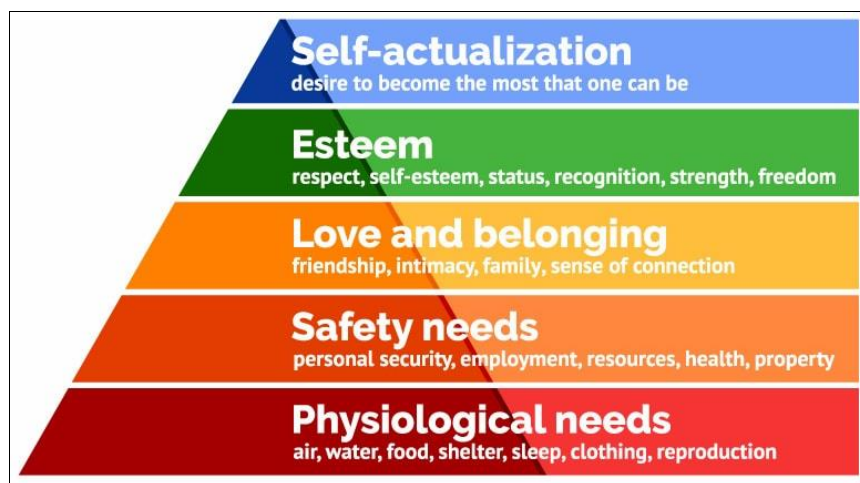 Self-actualization
desire to become the most that one can be
Esteem
respect, self-esteem, status, recognition, strength, freedom
Love and belonging
friendship, intimacy, family, sense of connection
Safety needs
personal security, employment, resources, health, property
Physiological needs
air, water, food, shelter, sleep, clothing, reproduction